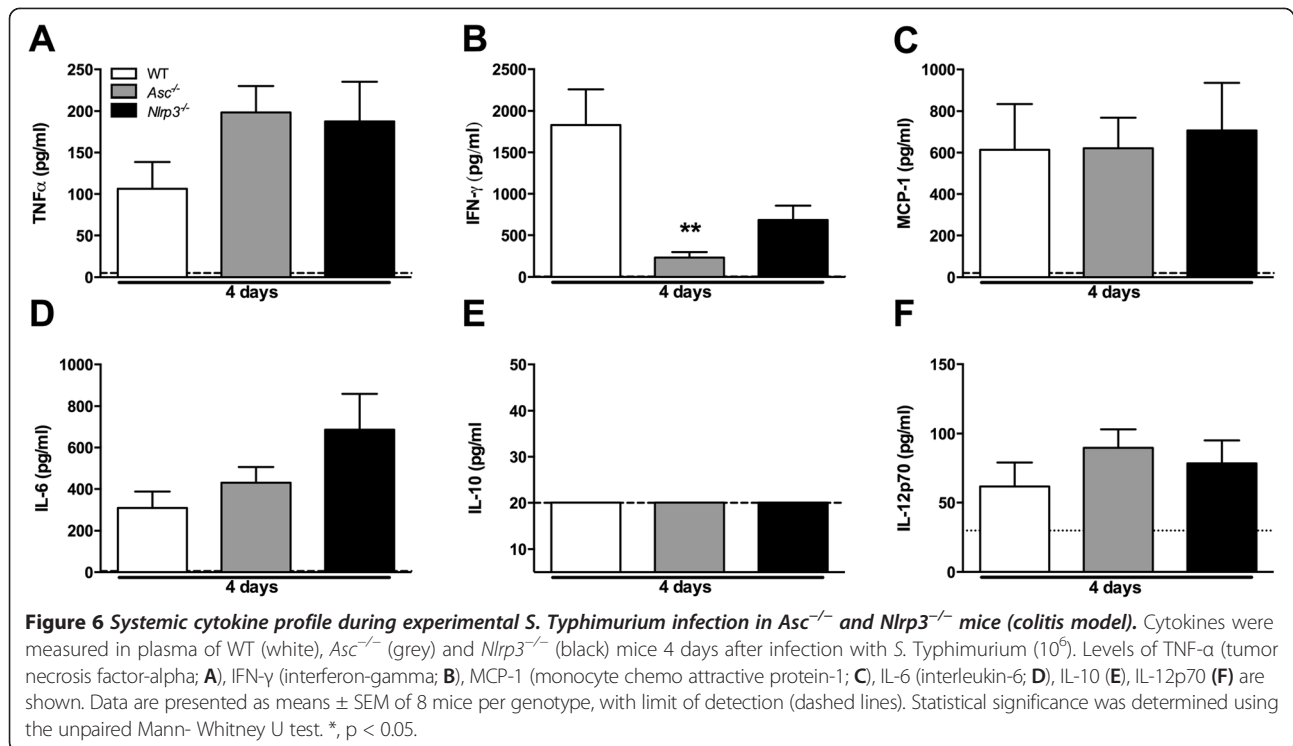 A
B
C
WT
Asc-/-
Nlrp3-/-
TNFα (pg/ml)
250
200
150
100
50
0
4 days
IFN-γ (pg/ml)
2500
2000
1500
1000
500
0
**
4 days
MCP-1 (pg/ml)
1000
800
600
400
200
0
4 days
D
E
F
IL-6 (pg/ml)
1000
800
600
400
200
0
4 days
IL-10 (pg/ml
50
40
30
20
10
4 days
IL-12p70 (pg/ml)
150
100
50
0
4 days
Figure 6 Systemic cytokine profile during experimental S. Typhimurium infection in Asc−/− and Nlrp3−/− mice (colitis model). Cytokines were
measured in plasma of WT (white), Asc−/− (grey) and Nlrp3−/− (black) mice 4 days after infection with S. Typhimurium (10⁶). Levels of TNF-α (tumor
necrosis factor-alpha; A), IFN-γ (interferon-gamma; B), MCP-1 (monocyte chemo attractive protein-1; C), IL-6 (interleukin-6; D), IL-10 (E), IL-12p70 (F) are
shown. Data are presented as means ± SEM of 8 mice per genotype, with limit of detection (dashed lines). Statistical significance was determined using
the unpaired Mann- Whitney U test. *, p < 0.05.